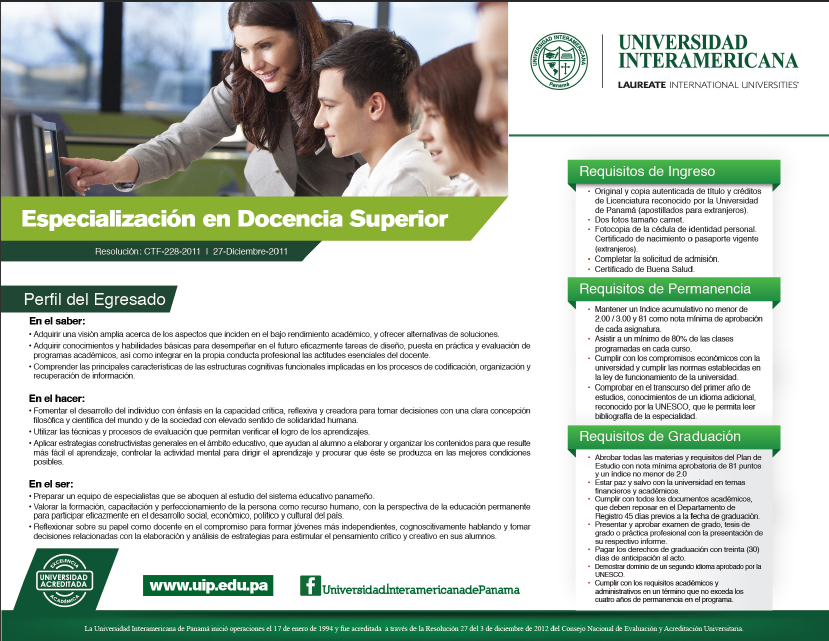 UNIVERSIDAD INTERAMERICANA
Panamá
UNIVERSIDAD
INTERAMERICANA
LAUREATE INTERNATIONAL UNIVERSITIES®
Especialización en Docencia Superior
Resolución: CTF-228-2011 | 27-Diciembre-2011
Perfil del Egresado
En el saber:
• Adquirir una visión amplia acerca de los aspectos que inciden en el bajo rendimiento académico, y ofrecer alternativas de soluciones.
• Adquirir conocimientos y habilidades básicas para desempeñar en el futuro eficazmente tareas de diseño, puesta en práctica y evaluación de
programas académicos, así como integrar en la propia conducta profesional las actitudes esenciales del docente.
• Comprender las principales características de las estructuras cognitivas funcionales implicadas en los procesos de codificación, organización y
recuperación de información.
En el hacer:
• Fomentar el desarrollo del individuo con énfasis en la capacidad crítica, reflexiva y creadora para tomar decisiones con una clara concepción
filosófica y científica del mundo y de la sociedad con elevado sentido de solidaridad humana.
• Utilizar las técnicas y procesos de evaluación que permitan verificar el logro de los aprendizajes.
• Aplicar estrategias constructivistas generales en el ámbito educativo, que ayudan al alumno a elaborar y organizar los contenidos para que resulte
más fácil el aprendizaje, controlar la actividad mental para dirigir el aprendizaje y procurar que éste se produzca en las mejores condiciones
posibles.
En el ser:
• Preparar un equipo de especialistas que se aboquen al estudio del sistema educativo panameño.
• Valorar la formación, capacitación y perfeccionamiento de la persona como recurso humano, con la perspectiva de la educación permanente
para participar eficazmente en el desarrollo social, económico, político y cultural del país.
• Reflexionar sobre su papel como docente en el compromiso para formar jóvenes más independientes, cognoscitivamente hablando y tomar
decisiones relacionadas con la elaboración y análisis de estrategias para estimular el pensamiento crítico y creativo en sus alumnos.
Requisitos de Ingreso
• Original y copia autenticada de título y créditos
de Licenciatura reconocido por la Universidad
de Panamá (apostillados para extranjeros).
• Dos fotos tamaño carnet.
• Fotocopia de la cédula de identidad personal.
Certificado de nacimiento o pasaporte vigente
(extranjeros).
• Completar la solicitud de admisión.
• Certificado de Buena Salud.
Requisitos de Permanencia
• Mantener un índice acumulativo no menor de
2.00 / 3.00 y 81 como nota mínima de aprobación
de cada asignatura.
• Asistir a un mínimo de 80% de las clases
programadas en cada curso.
• Cumplir con los compromisos económicos con la
universidad y cumplir las normas establecidas en
la ley de funcionamiento de la universidad.
• Comprobar en el transcurso del primer año de
estudios, conocimientos de un idioma adicional,
reconocido por la UNESCO, que le permita leer
bibliografía de la especialidad.
Requisitos de Graduación
• Abrobar todas las materias y requisitos del Plan de
Estudio con nota mínima aprobatoria de 81 puntos
y un índice no menor de 2.0
• Estar paz y salvo con la universidad en temas
financieros y académicos.
• Cumplir con todos los documentos académicos,
que deben reposar en el Departamento de
Registro 45 días previos a la fecha de graduación.
• Presentar y aprobar examen de grado, tesis de
grado o práctica profesional con la presentación de
su respectivo informe.
• Pagar los derechos de graduación con treinta (30)
días de anticipación al acto.
• Demostrar dominio de un segundo idioma aprobado por la
UNESCO.
• Cumplir con los requisitos académicos y
administrativos en un término que no exceda los
cuatro años de permanencia en el programa.
EXCELENCIA
UNIVERSIDAD
ACREDITADA
ACADÉMICA
www.uip.edu.pa
f UniversidadInteramericanadePanama
La Universidad Interamericana de Panamá inició operaciones el 17 de enero de 1994 y fue acreditada a través de la Resolución 27 del 3 de diciembre de 2012 del Consejo Nacional de Evaluación y Acreditación Universitaria.